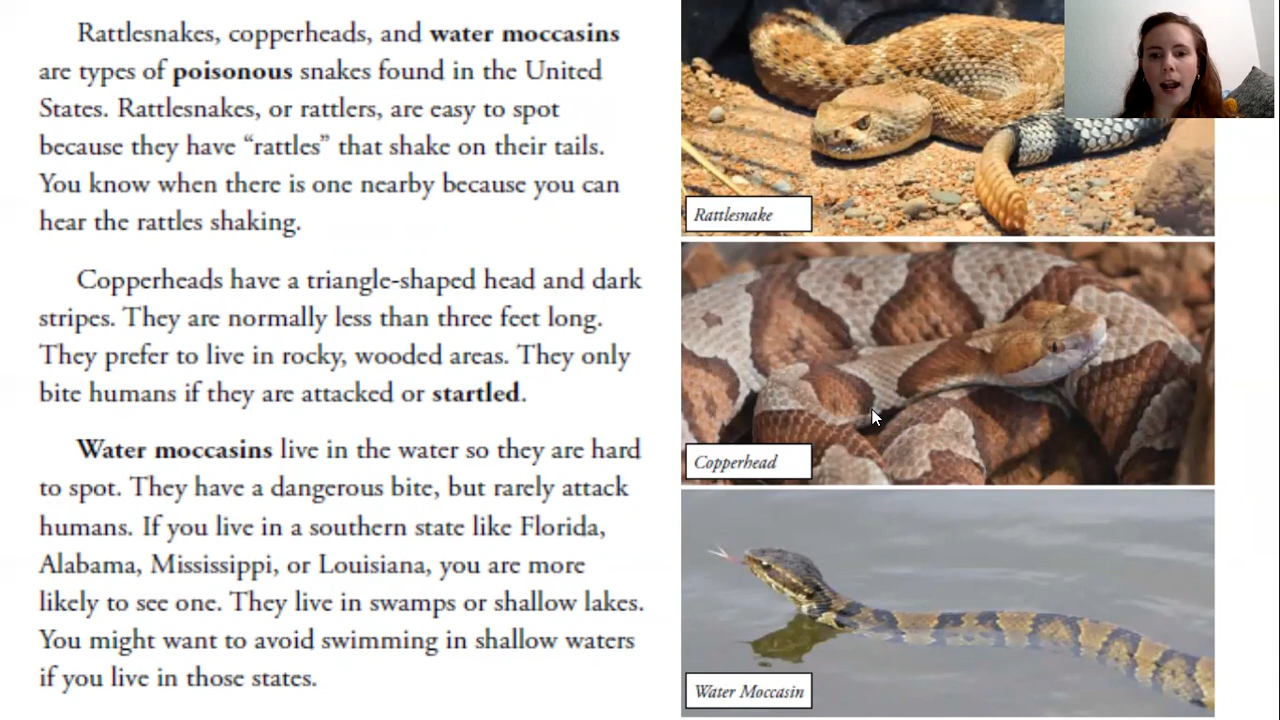 Rattlesnakes, copperheads, and water moccasins
are types of poisonous snakes found in the United
States. Rattlesnakes, or rattlers, are easy to spot
because they have “rattles” that shake on their tails.
You know when there is one nearby because you can
hear the rattles shaking.
Copperheads have a triangle-shaped head and dark
stripes. They are normally less than three feet long.
They prefer to live in rocky, wooded areas. They only
bite humans if they are attacked or startled.
Water moccasins live in the water so they are hard
to spot. They have a dangerous bite, but rarely attack
humans. If you live in a southern state like Florida,
Alabama, Mississippi, or Louisiana, you are more
likely to see one. They live in swamps or shallow lakes.
You might want to avoid swimming in shallow waters
if you live in those states.
Rattlesnake
Copperhead
Water Moccasin